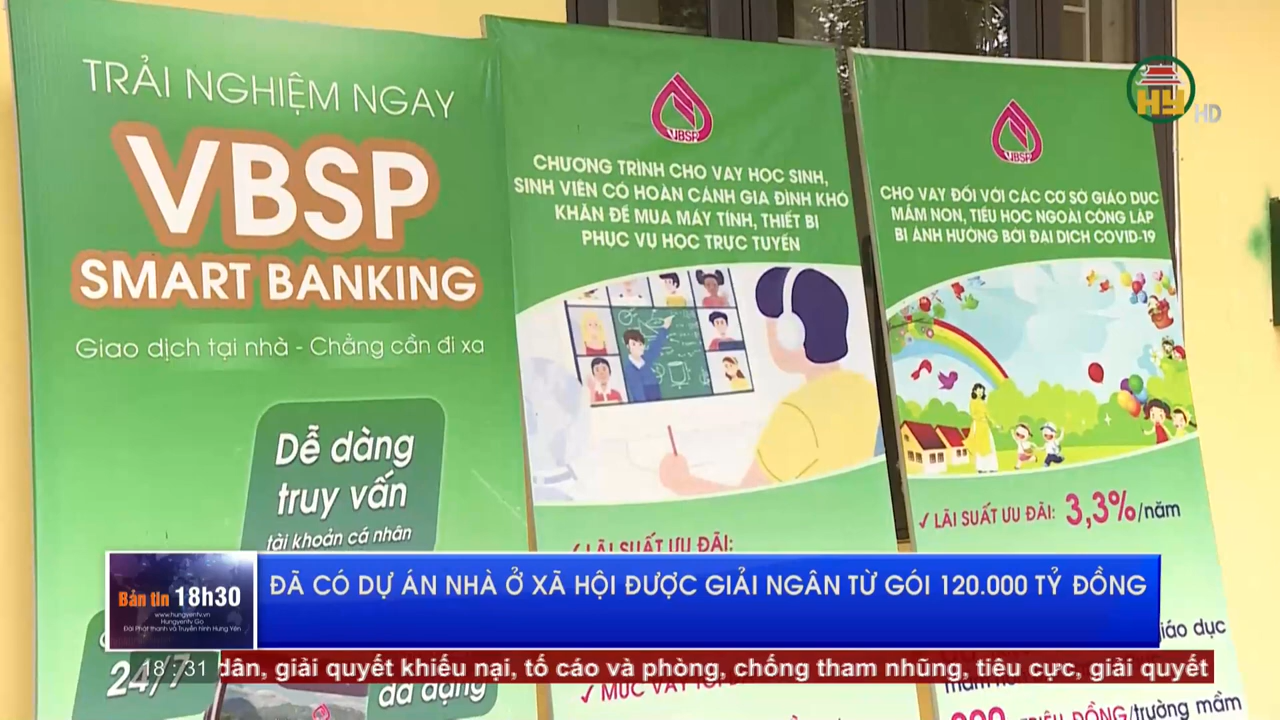 TRẢI NGHIỆM NGAY
VBSP
SMART BANKING
Giao dịch tại nhà - Chẳng cần đi xa
Dễ dàng
truy vấn
tài khoản cá nhân
24/7
đa dạng
VBSP
CHƯƠNG TRÌNH CHO VAY HỌC SINH,
SINH VIÊN CÓ HOÀN CẢNH GIA ĐÌNH KHÓ
KHĂN ĐỂ MUA MÁY TÍNH, THIẾT BỊ
PHỤC VỤ HỌC TRỰC TUYẾN
✓ LÃI SUẤT ƯU ĐÃI:
✓ MỨC VAY
VBSP
CHO VAY ĐỐI VỚI CÁC CƠ SỞ GIÁO DỤC
MẦM NON, TIỂU HỌC NGOÀI CÔNG LẬP
BỊ ẢNH HƯỞNG BỞI ĐẠI DỊCH COVID-19
✓ LÃI SUẤT ƯU ĐÃI: 3,3%/năm
giáo dục
TRIỆU ĐỒNG/trường mầm
HY HD
Bản tin 18h30
www.hungyentv.vn
HungyenTV Go
Đài Phát thanh và Truyền hình Hưng Yên
ĐÃ CÓ DỰ ÁN NHÀ Ở XÃ HỘI ĐƯỢC GIẢI NGÂN TỪ GÓI 120.000 TỶ ĐỒNG
18:31 dân, giải quyết khiếu nại, tố cáo và phòng, chống tham nhũng, tiêu cực, giải quyết